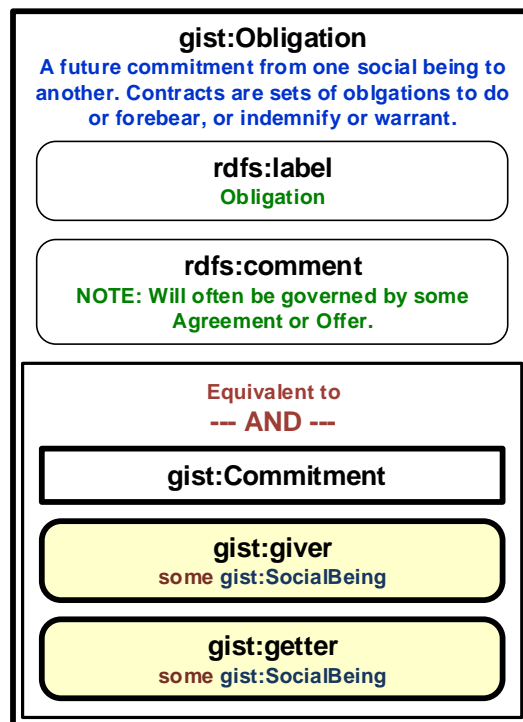 gist:Obligation
A future commitment from one social being to
another. Contracts are sets of oblgations to do
or forebear, or indemnify or warrant.
rdfs:label
Obligation
rdfs:comment
NOTE: Will often be governed by some
Agreement or Offer.
Equivalent to
--- AND ---
gist:Commitment
gist:giver
some gist:SocialBeing
gist:getter
some gist:SocialBeing